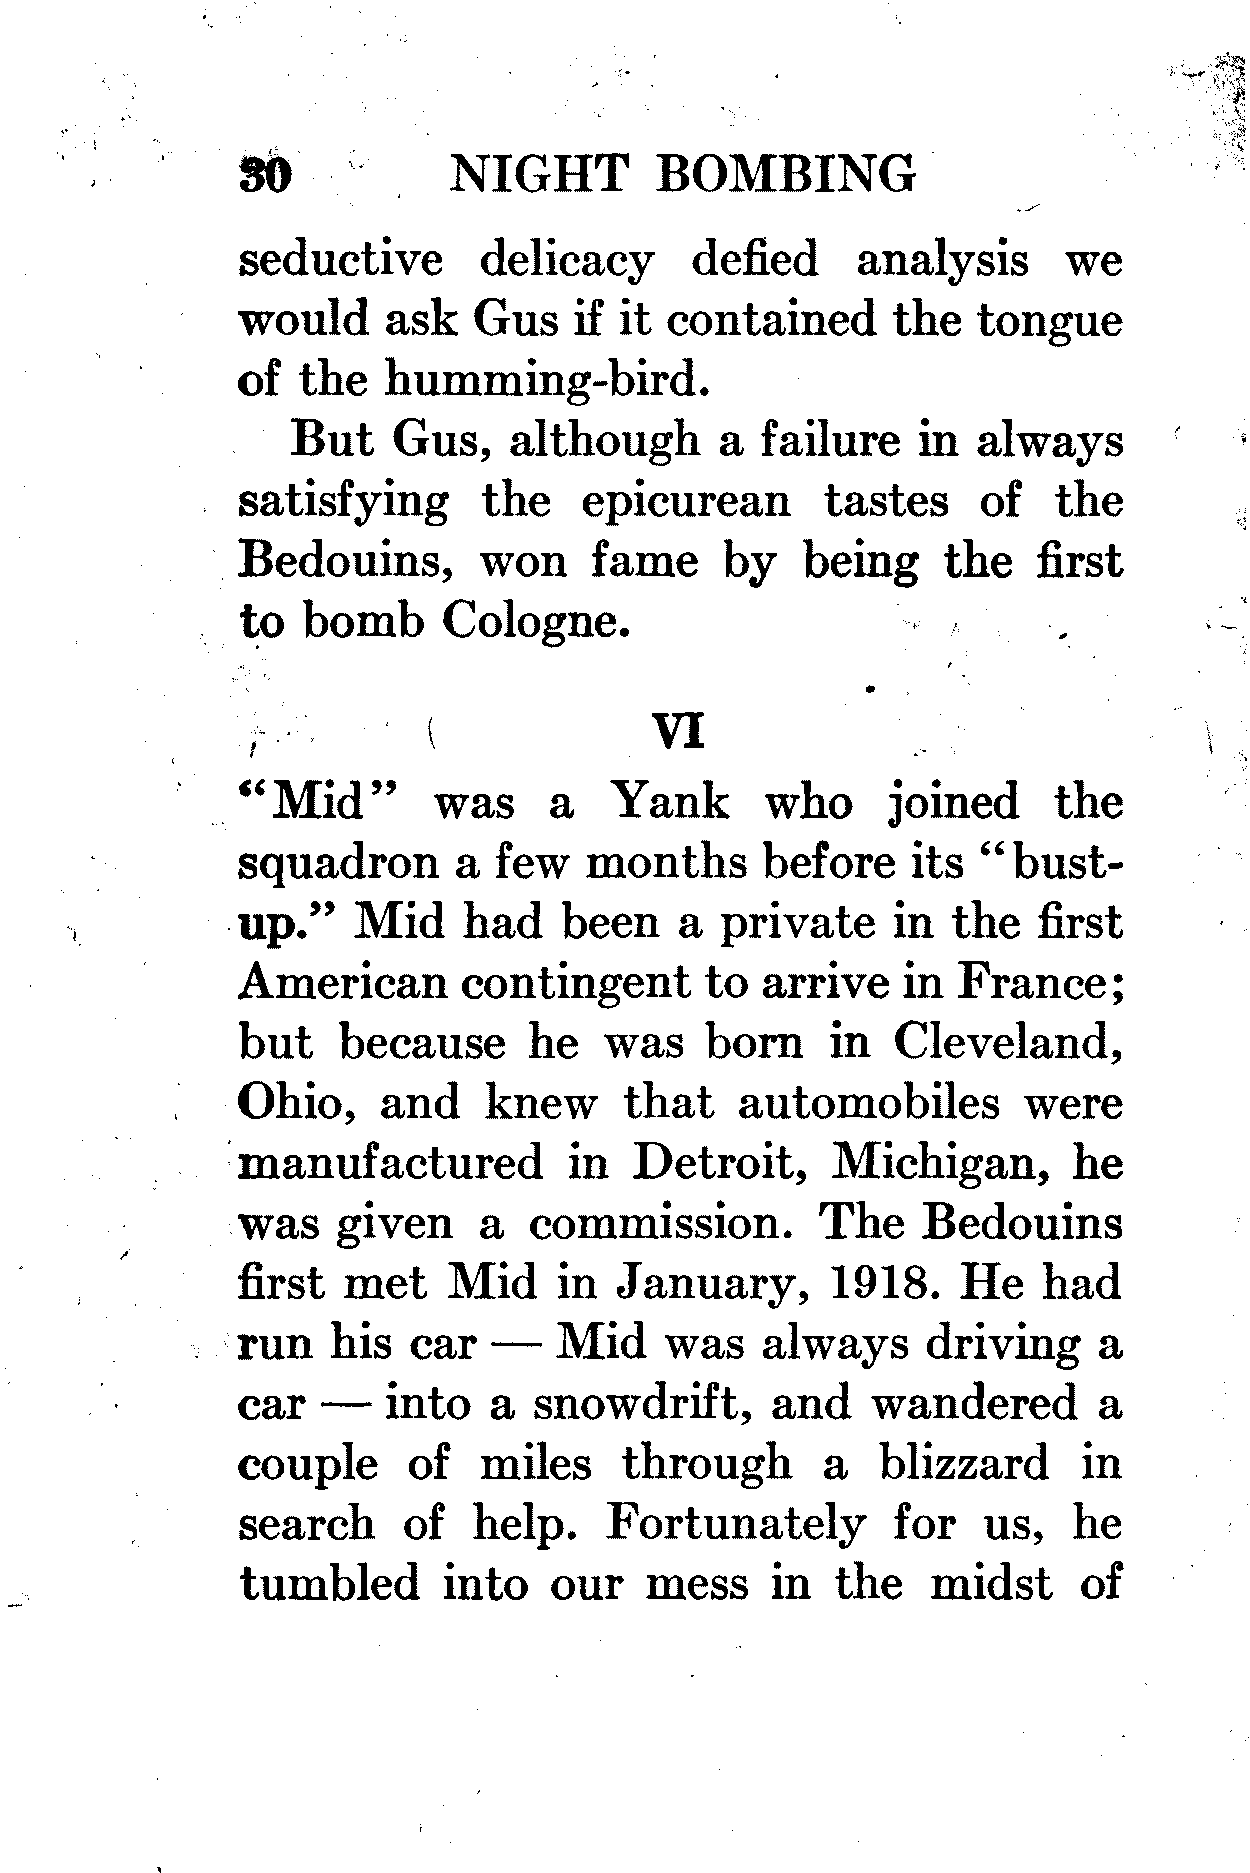 30 NIGHT BOMBING
seductive delicacy defied analysis we
would ask Gus if it contained the tongue
of the humming-bird.
But Gus, although a failure in always
satisfying the epicurean tastes of the
Bedouins, won fame by being the first
to bomb Cologne.
VI
“Mid” was a Yank who joined the
squadron a few months before its “bust-
up.” Mid had been a private in the first
American contingent to arrive in France;
but because he was born in Cleveland,
Ohio, and knew that automobiles were
manufactured in Detroit, Michigan, he
was given a commission. The Bedouins
first met Mid in January, 1918. He had
run his car — Mid was always driving a
car — into a snowdrift, and wandered a
couple of miles through a blizzard in
search of help. Fortunately for us, he
tumbled into our mess in the midst of